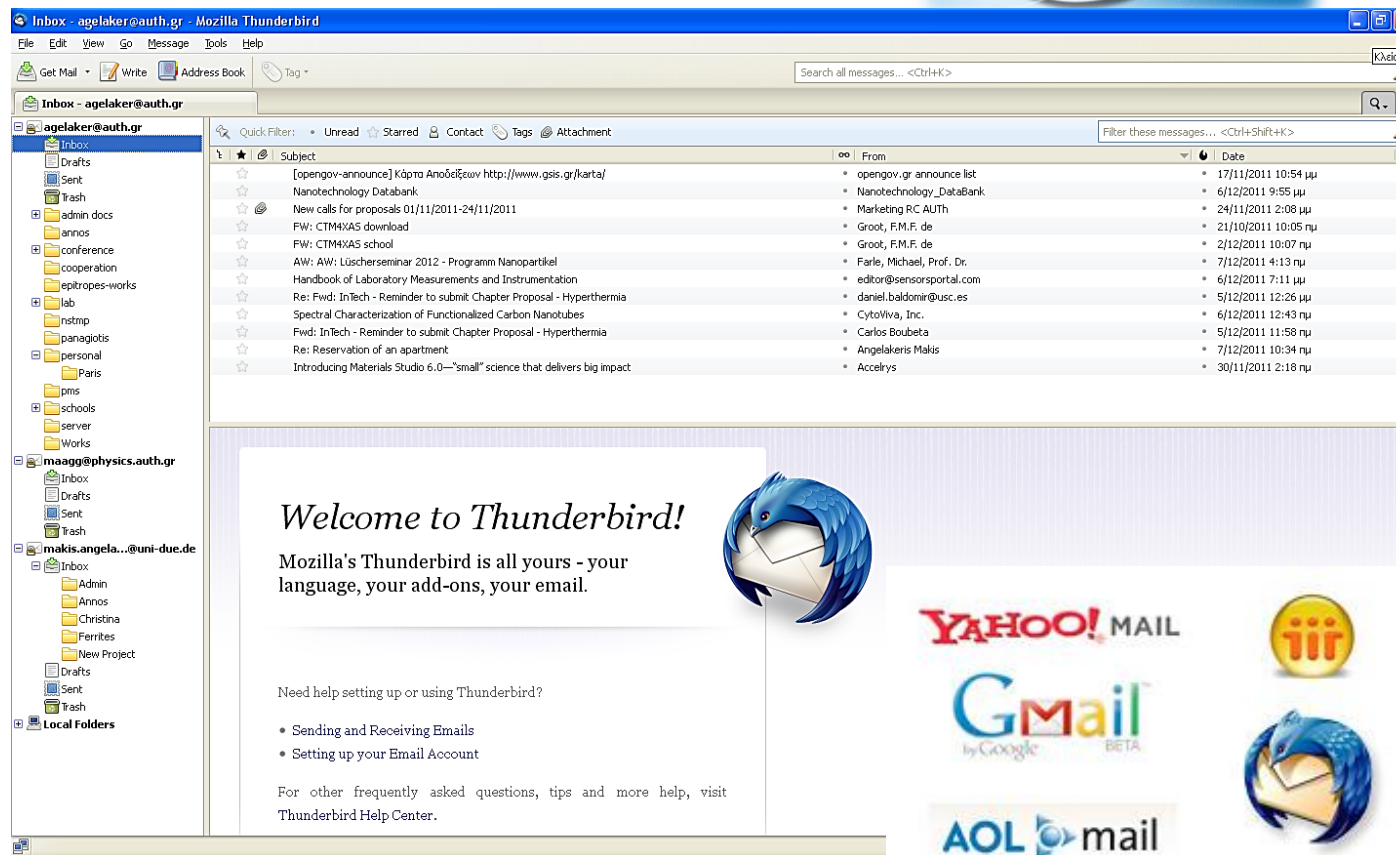 Inbox - agelaker@auth.gr - Mozilla Thunderbird
File Edit View Go Message Tools Help
Get Mail Write Address Book Tag Search all messages... <Ctrl+K>
Inbox - agelaker@auth.gr
agelaker@auth.gr
Inbox
Drafts
Sent
Trash
admin docs
annos
conference
cooperation
epitropes-works
lab
nstmp
panagiotis
personal
Paris
pms
schools
server
Works
maagg@physics.auth.gr
Inbox
Drafts
Sent
Trash
makis.angela...@uni-due.de
Inbox
Admin
Annos
Christina
Ferrites
New Project
Drafts
Sent
Trash
Local Folders
Quick Filter: Unread Starred Contact Tags Attachment Filter these messages... <Ctrl+Shift+K>
Subject From Date
[opengov-announce] Κάρτα Αποδείξεων http://www.gsis.gr/karta/ opengov.gr announce list 17/11/2011 10:54 μμ
Nanotechnology Databank Nanotechnology_DataBank 6/12/2011 9:55 μμ
New calls for proposals 01/11/2011-24/11/2011 Marketing RC AUTh 24/11/2011 2:08 μμ
FW: CTM4XAS download Groot, F.M.F. de 21/10/2011 10:05 πμ
FW: CTM4XAS school Groot, F.M.F. de 2/12/2011 10:07 πμ
AW: AW: Lüscherseminar 2012 - Programm Nanopartikel Farle, Michael, Prof. Dr. 7/12/2011 4:13 πμ
Handbook of Laboratory Measurements and Instrumentation editor@sensorsportal.com 6/12/2011 7:11 μμ
Re: Fwd: InTech - Reminder to submit Chapter Proposal - Hyperthermia daniel.baldomir@usc.es 5/12/2011 12:26 μμ
Spectral Characterization of Functionalized Carbon Nanotubes CytoViva, Inc. 6/12/2011 12:43 πμ
Fwd: InTech - Reminder to submit Chapter Proposal - Hyperthermia Carlos Boubeta 5/12/2011 11:58 πμ
Re: Reservation of an apartment Angelakeris Makis 7/12/2011 10:34 πμ
Introducing Materials Studio 6.0—"small" science that delivers big impact Accelrys 30/11/2011 2:18 πμ
Welcome to Thunderbird!
Mozilla's Thunderbird is all yours - your
language, your add-ons, your email.
Need help setting up or using Thunderbird?
• Sending and Receiving Emails
• Setting up your Email Account
For other frequently asked questions, tips and more help, visit
Thunderbird Help Center.
YAHOO! MAIL
Gmail
by Google BETA
AOL mail